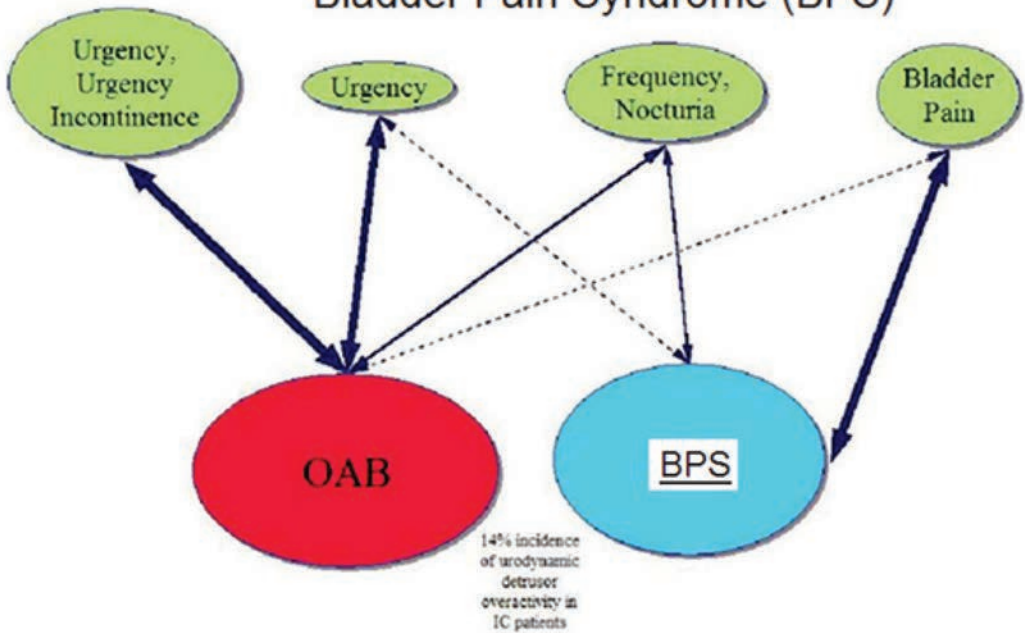 Bladder Pain Syndrome (BPS)
Urgency,
Urgency
Incontinence
Urgency
Frequency,
Nocturia
Bladder
Pain
OAB
BPS
14% incidence
of urodynamic
detrusor
overactivity in
IC patients